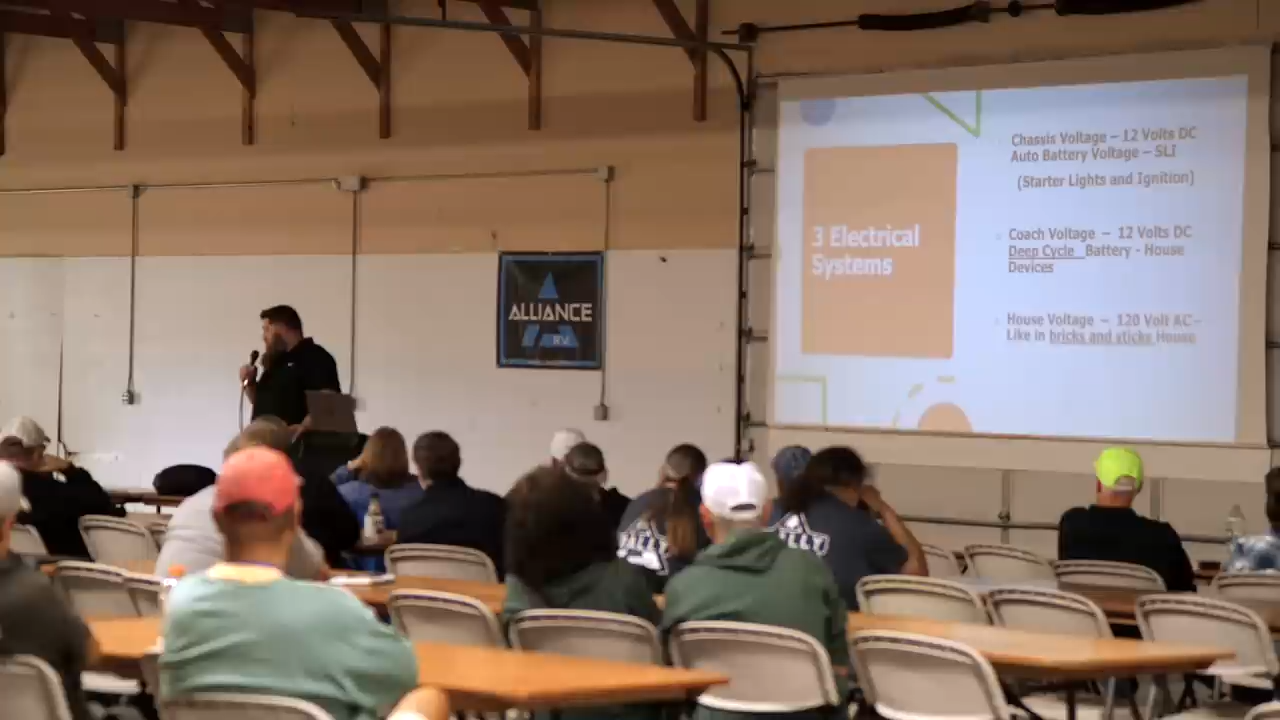 Chassis Voltage – 12 Volts DC
Auto Battery Voltage – SLI
(Starter Lights and Ignition)
3 Electrical
Systems
Coach Voltage – 12 Volts DC
Deep Cycle Battery - House
Devices
House Voltage – 120 Volt AC –
Like in bricks and sticks House
ALLIANCE
RV